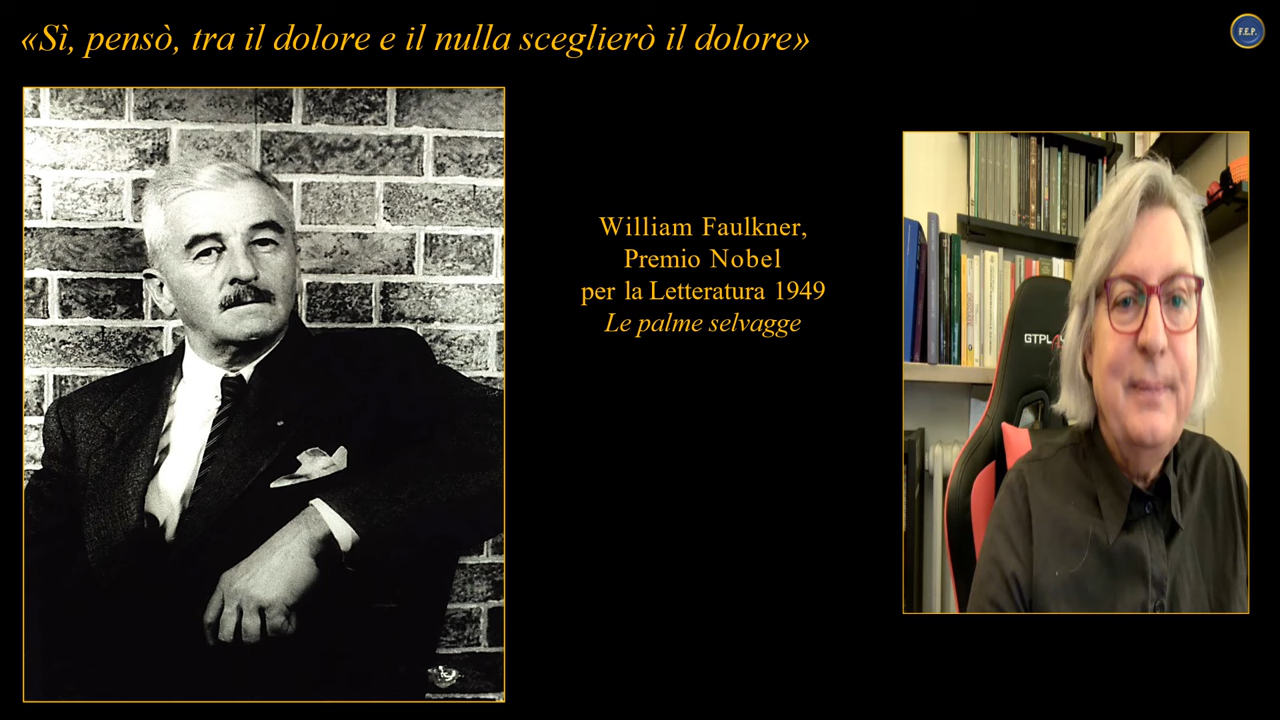 «Sì, pensò, tra il dolore e il nulla sceglierò il dolore»
F.E.P.
William Faulkner,
Premio Nobel
per la Letteratura 1949
Le palme selvagge